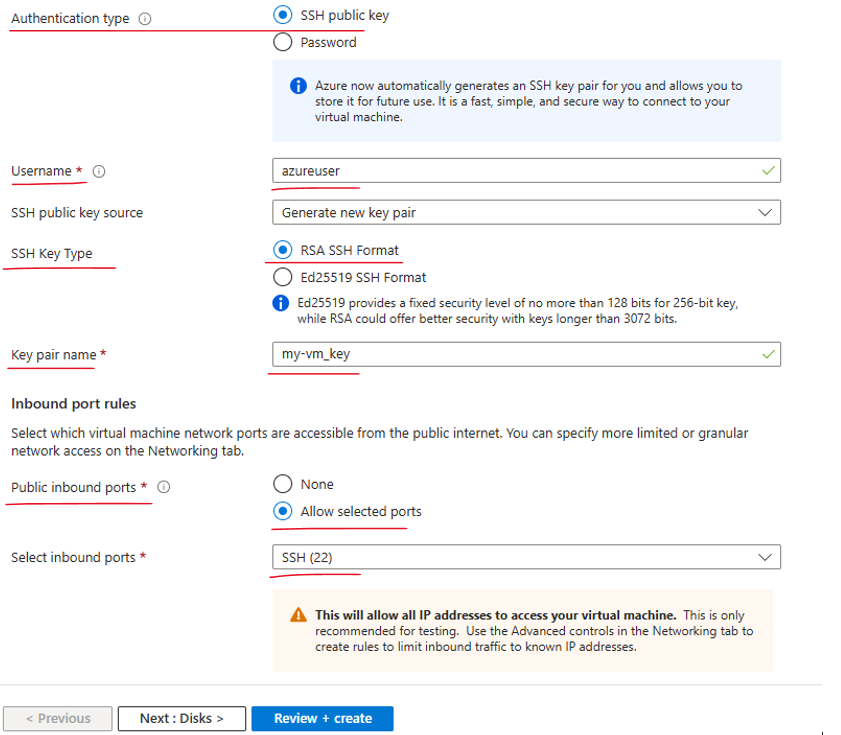 Authentication type
SSH public key
Password
Azure now automatically generates an SSH key pair for you and allows you to
store it for future use. It is a fast, simple, and secure way to connect to your
virtual machine.
Username *
azureuser
SSH public key source
Generate new key pair
SSH Key Type
RSA SSH Format
Ed25519 SSH Format
Ed25519 provides a fixed security level of no more than 128 bits for 256-bit key,
while RSA could offer better security with keys longer than 3072 bits.
Key pair name *
my-vm_key
Inbound port rules
Select which virtual machine network ports are accessible from the public internet. You can specify more limited or granular
network access on the Networking tab.
Public inbound ports *
None
Allow selected ports
Select inbound ports *
SSH (22)
This will allow all IP addresses to access your virtual machine. This is only
recommended for testing. Use the Advanced controls in the Networking tab to
create rules to limit inbound traffic to known IP addresses.
< Previous
Next : Disks >
Review + create